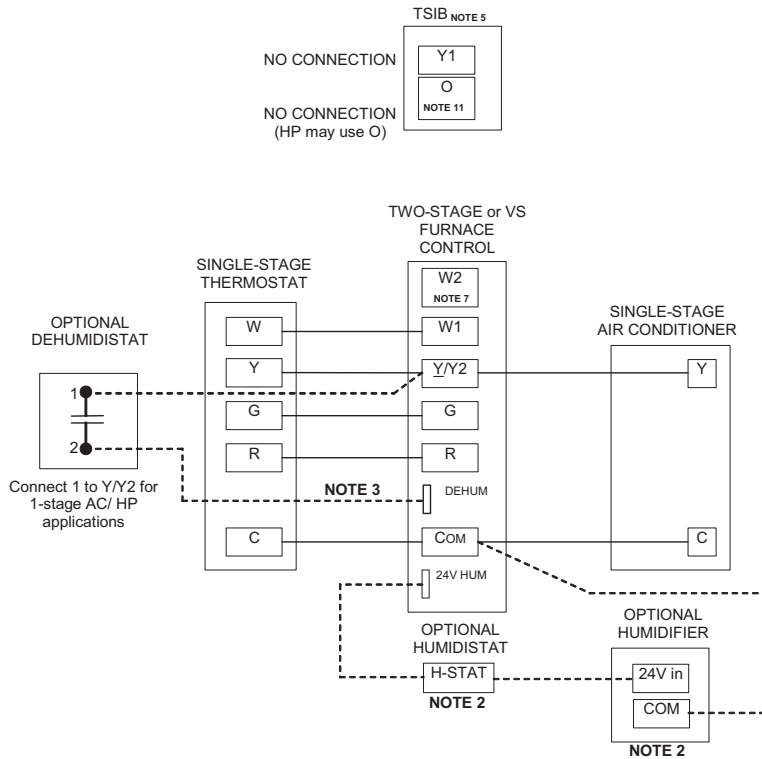 TSIB NOTE 5
NO CONNECTION
Y1
O
NOTE 11
NO CONNECTION
(HP may use O)
TWO-STAGE or VS
FURNACE
CONTROL
SINGLE-STAGE
THERMOSTAT
OPTIONAL
DEHUMIDISTAT
SINGLE-STAGE
AIR CONDITIONER
W2
NOTE 7
W
W1
Y
Y/Y2
Y
1
G
G
2
R
R
Connect 1 to Y/Y2 for
1-stage AC/ HP
applications
NOTE 3
DEHUM
C
COM
C
24V HUM
OPTIONAL
HUMIDISTAT
H-STAT
NOTE 2
OPTIONAL
HUMIDIFIER
24V in
COM
NOTE 2